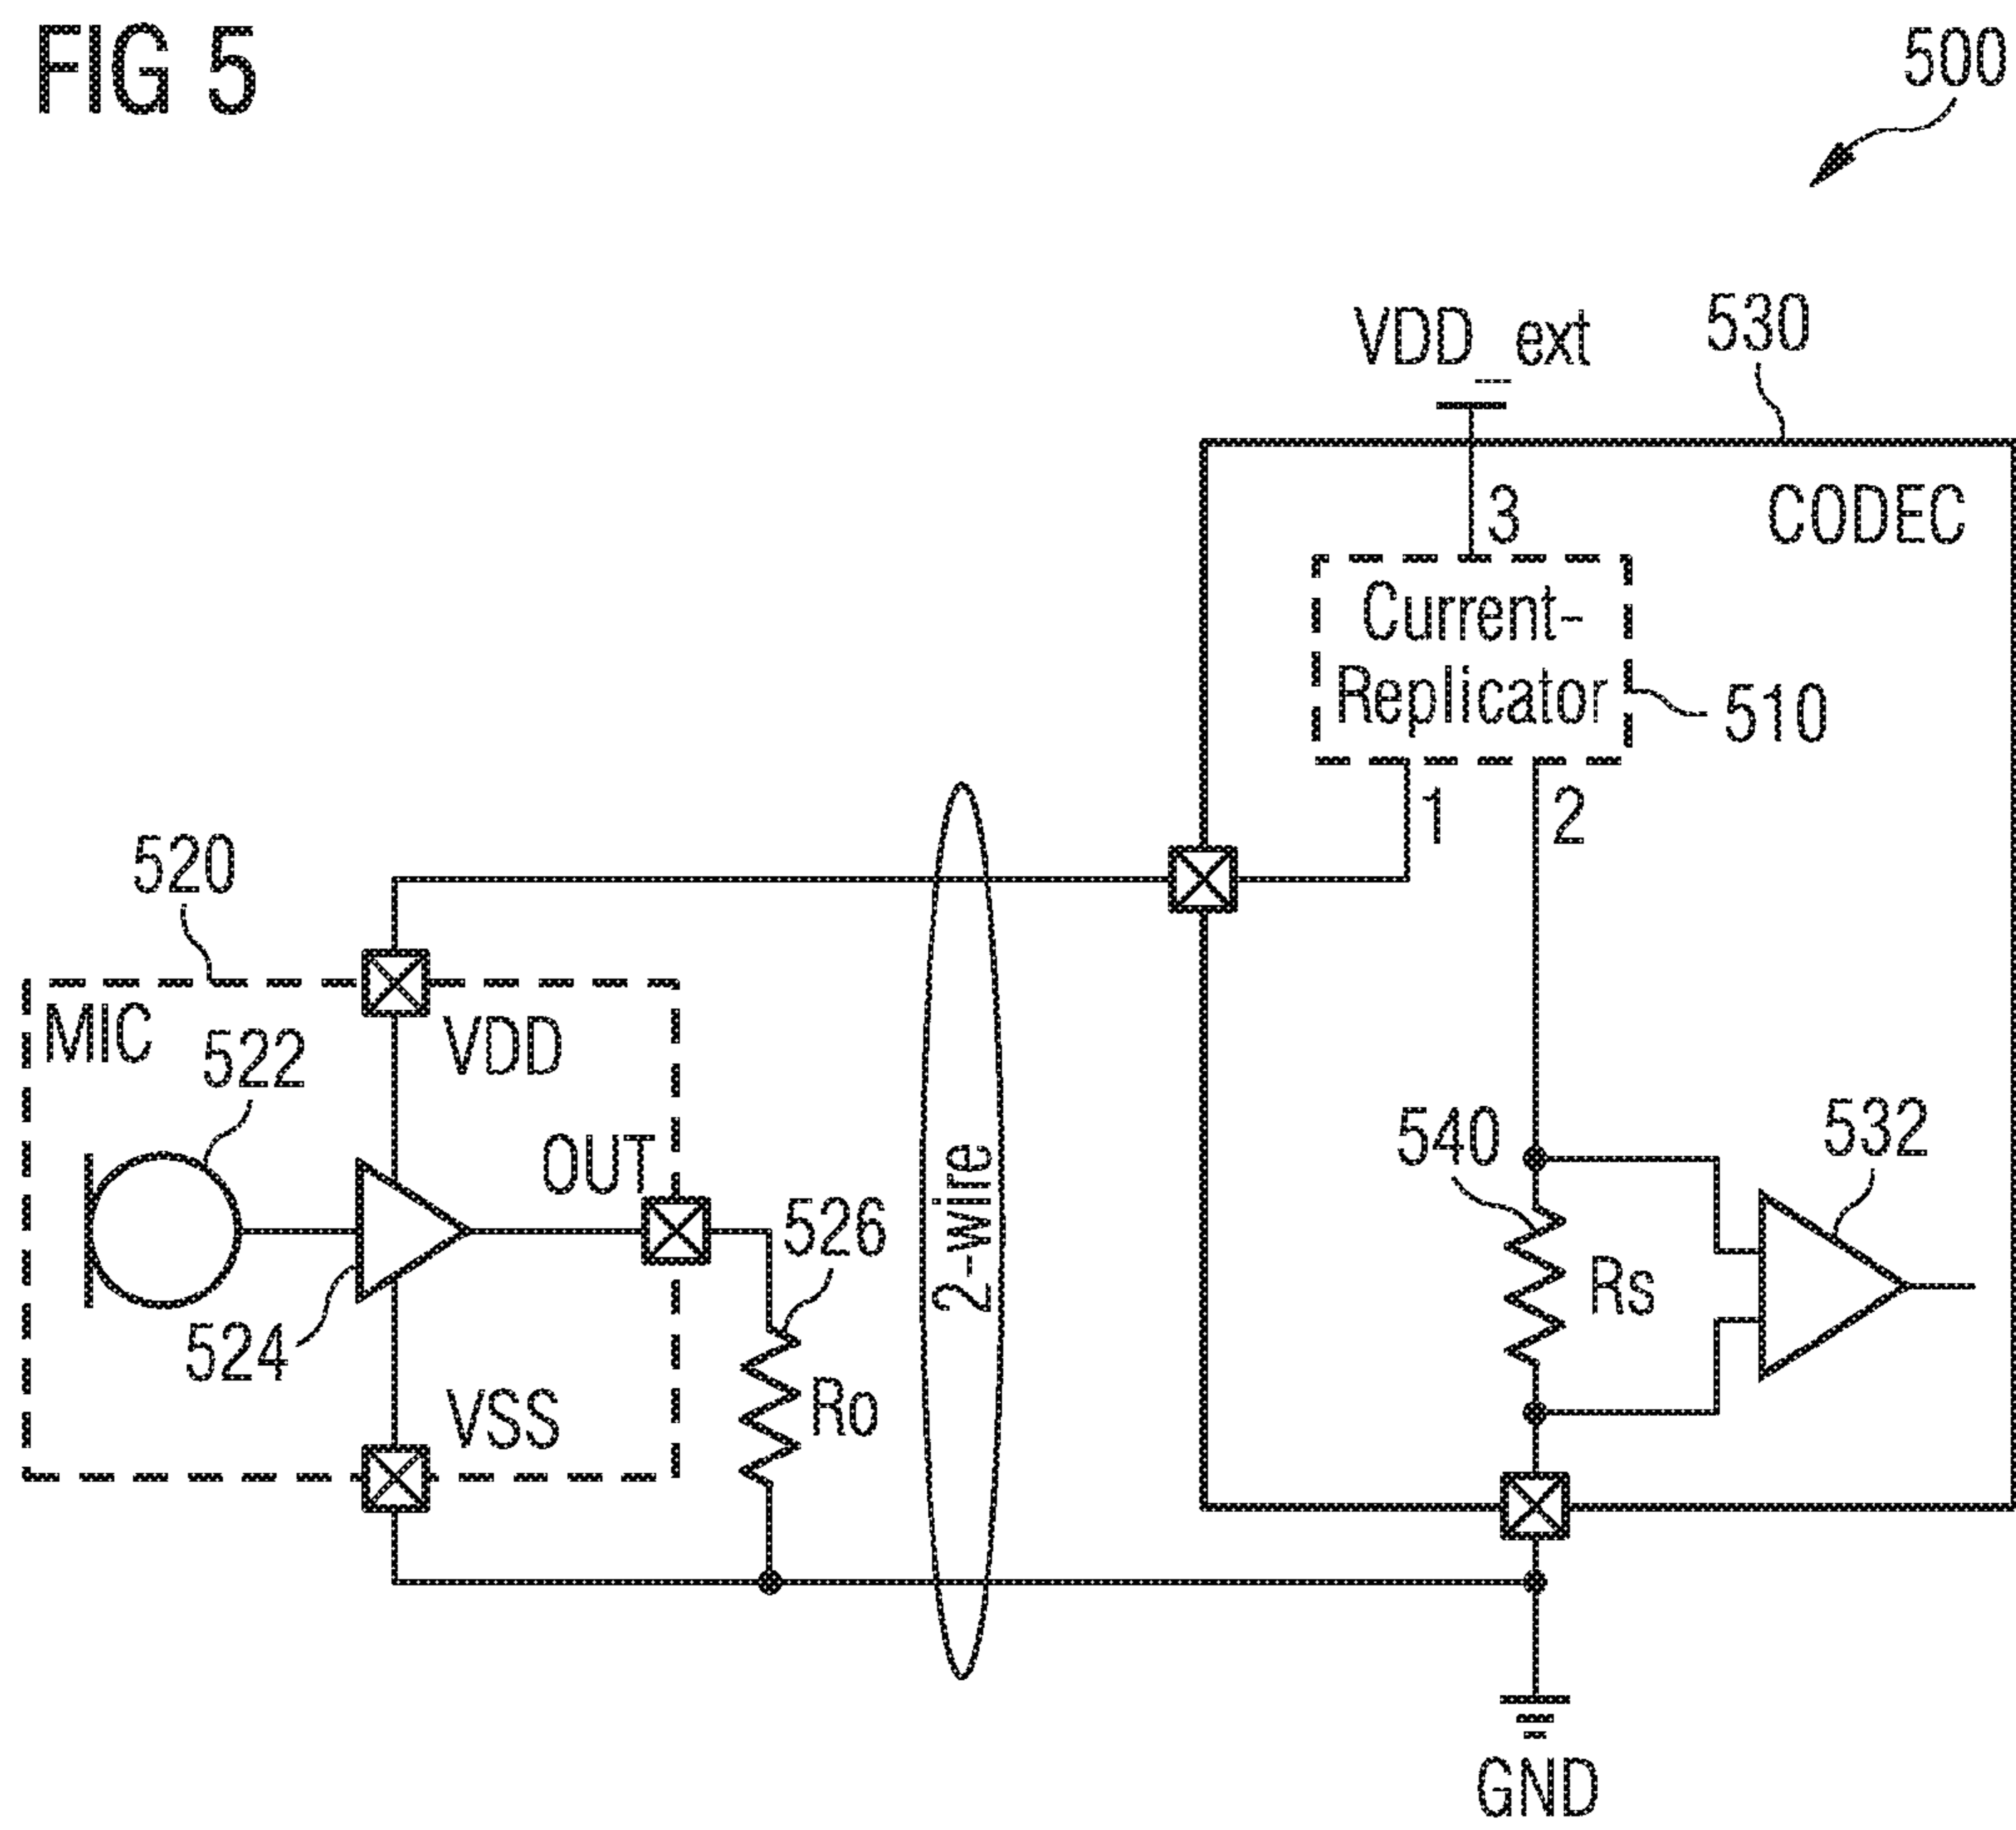 FIG 5
500
VDD_ext
530
CODEC
3
Current-
Replicator
510
1
2
520
MIC
522
VDD
OUT
526
524
VSS
Ro
2-wire
540
532
Rs
GND